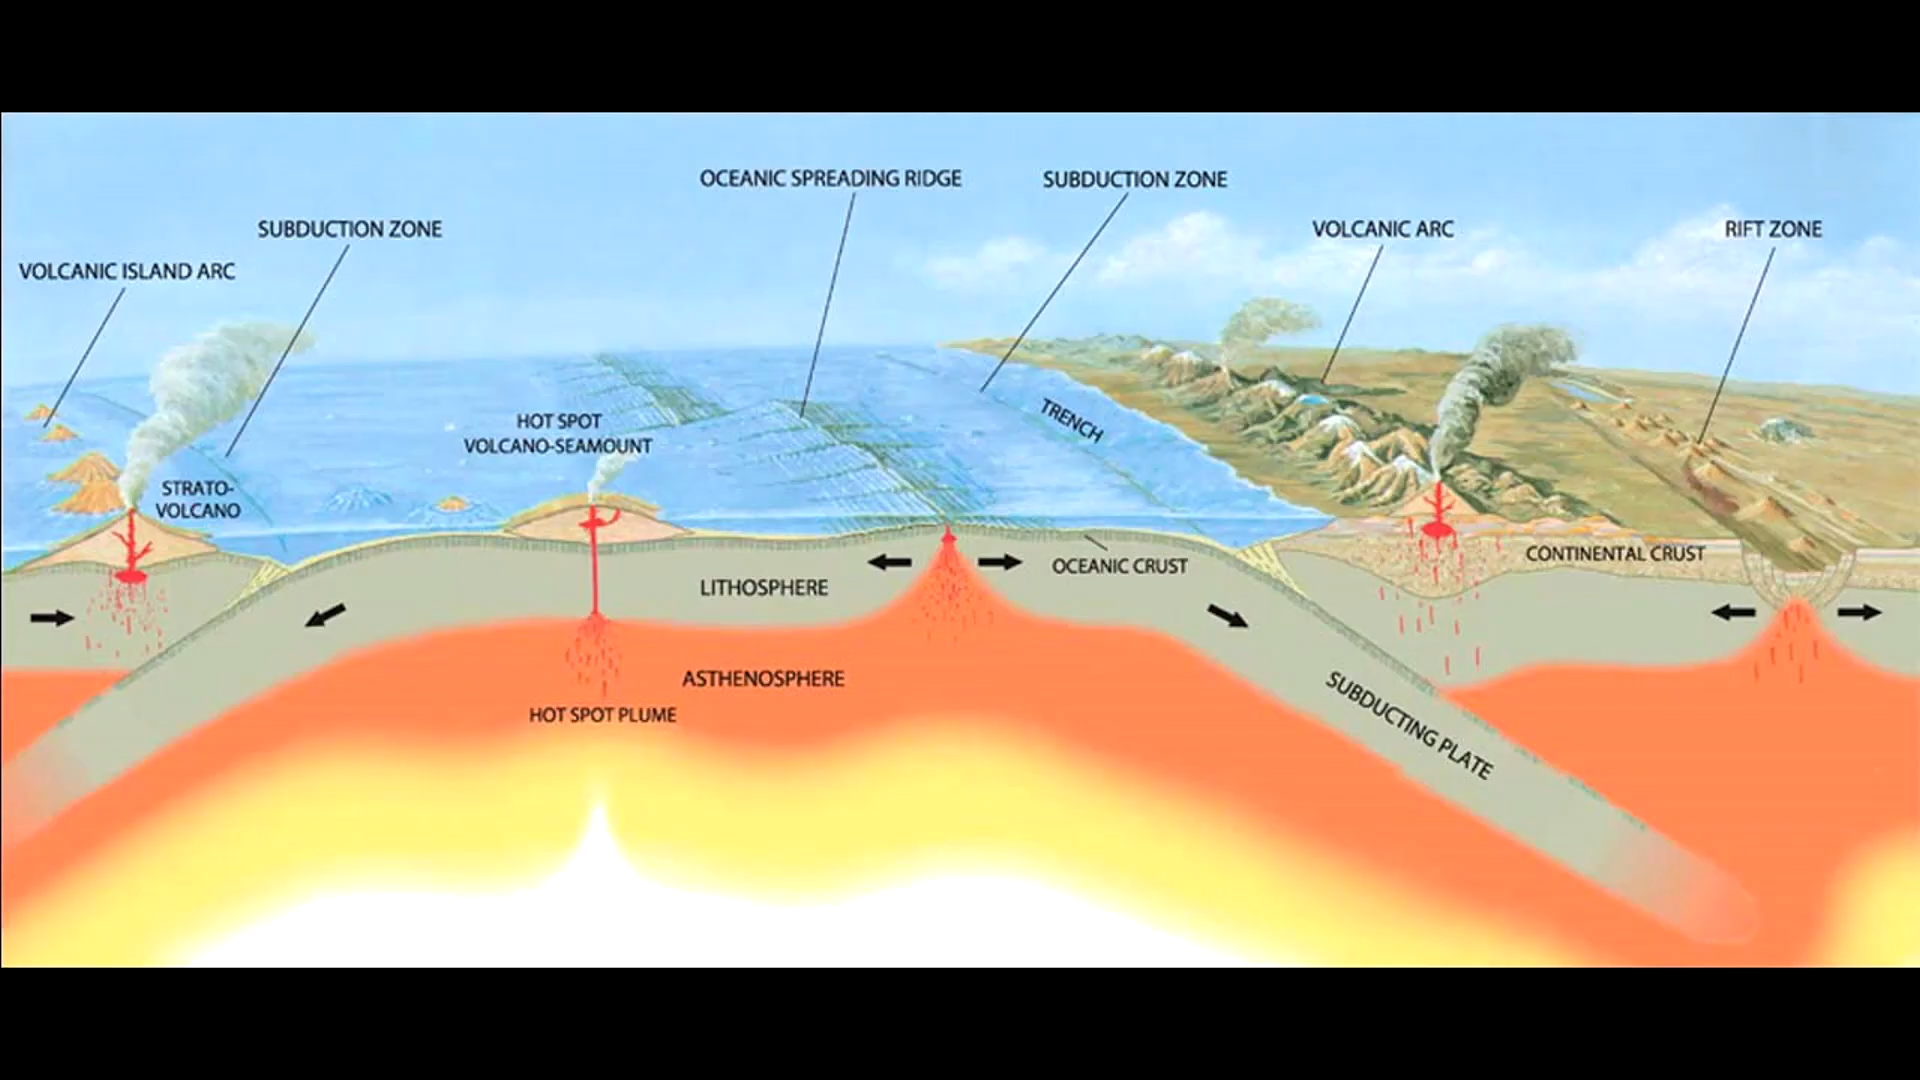 OCEANIC SPREADING RIDGE
SUBDUCTION ZONE
SUBDUCTION ZONE
VOLCANIC ARC
RIFT ZONE
VOLCANIC ISLAND ARC
TRENCH
HOT SPOT
VOLCANO-SEAMOUNT
STRATO-
VOLCANO
CONTINENTAL CRUST
OCEANIC CRUST
LITHOSPHERE
ASTHENOSPHERE
SUBDUCTING PLATE
HOT SPOT PLUME